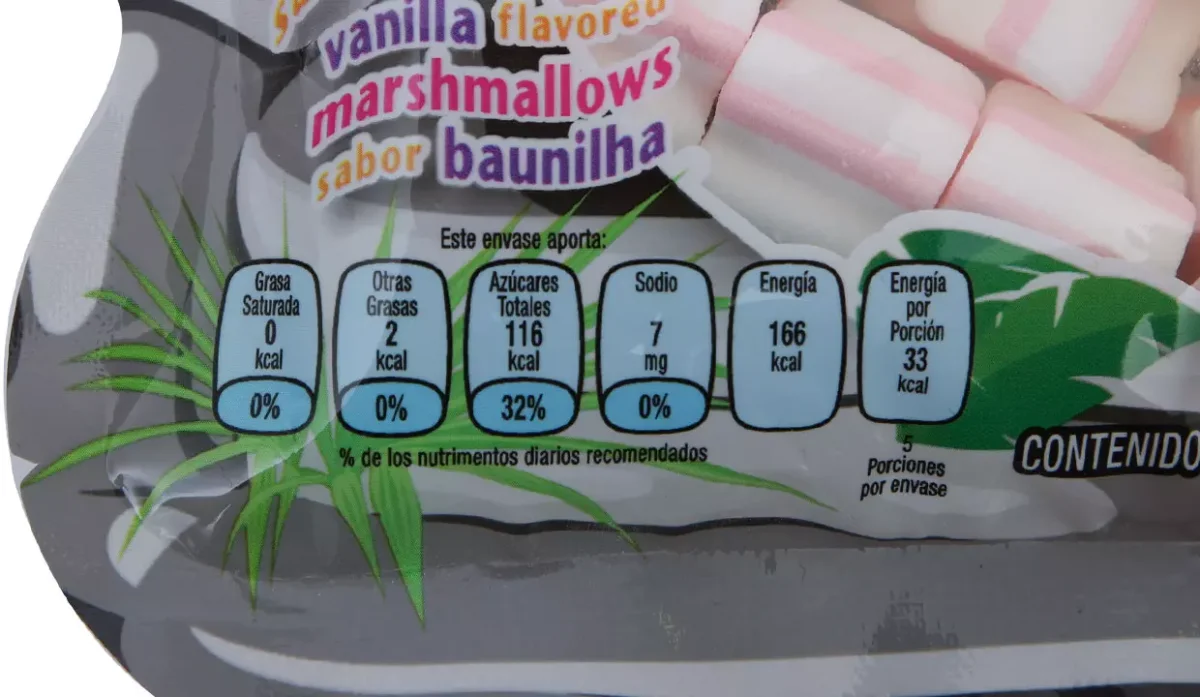 vanilla flavored
marshmallows
sabor baunilha
Este envase aporta:
Grasa
Saturada
0
kcal
0%
Otras
Grasas
2
kcal
0%
Azúcares
Totales
116
kcal
32%
Sodio
7
mg
0%
Energía
166
kcal
Energía
por
Porción
33
kcal
% de los nutrimentos diarios recomendados
5
Porciones
por envase
CONTENIDO